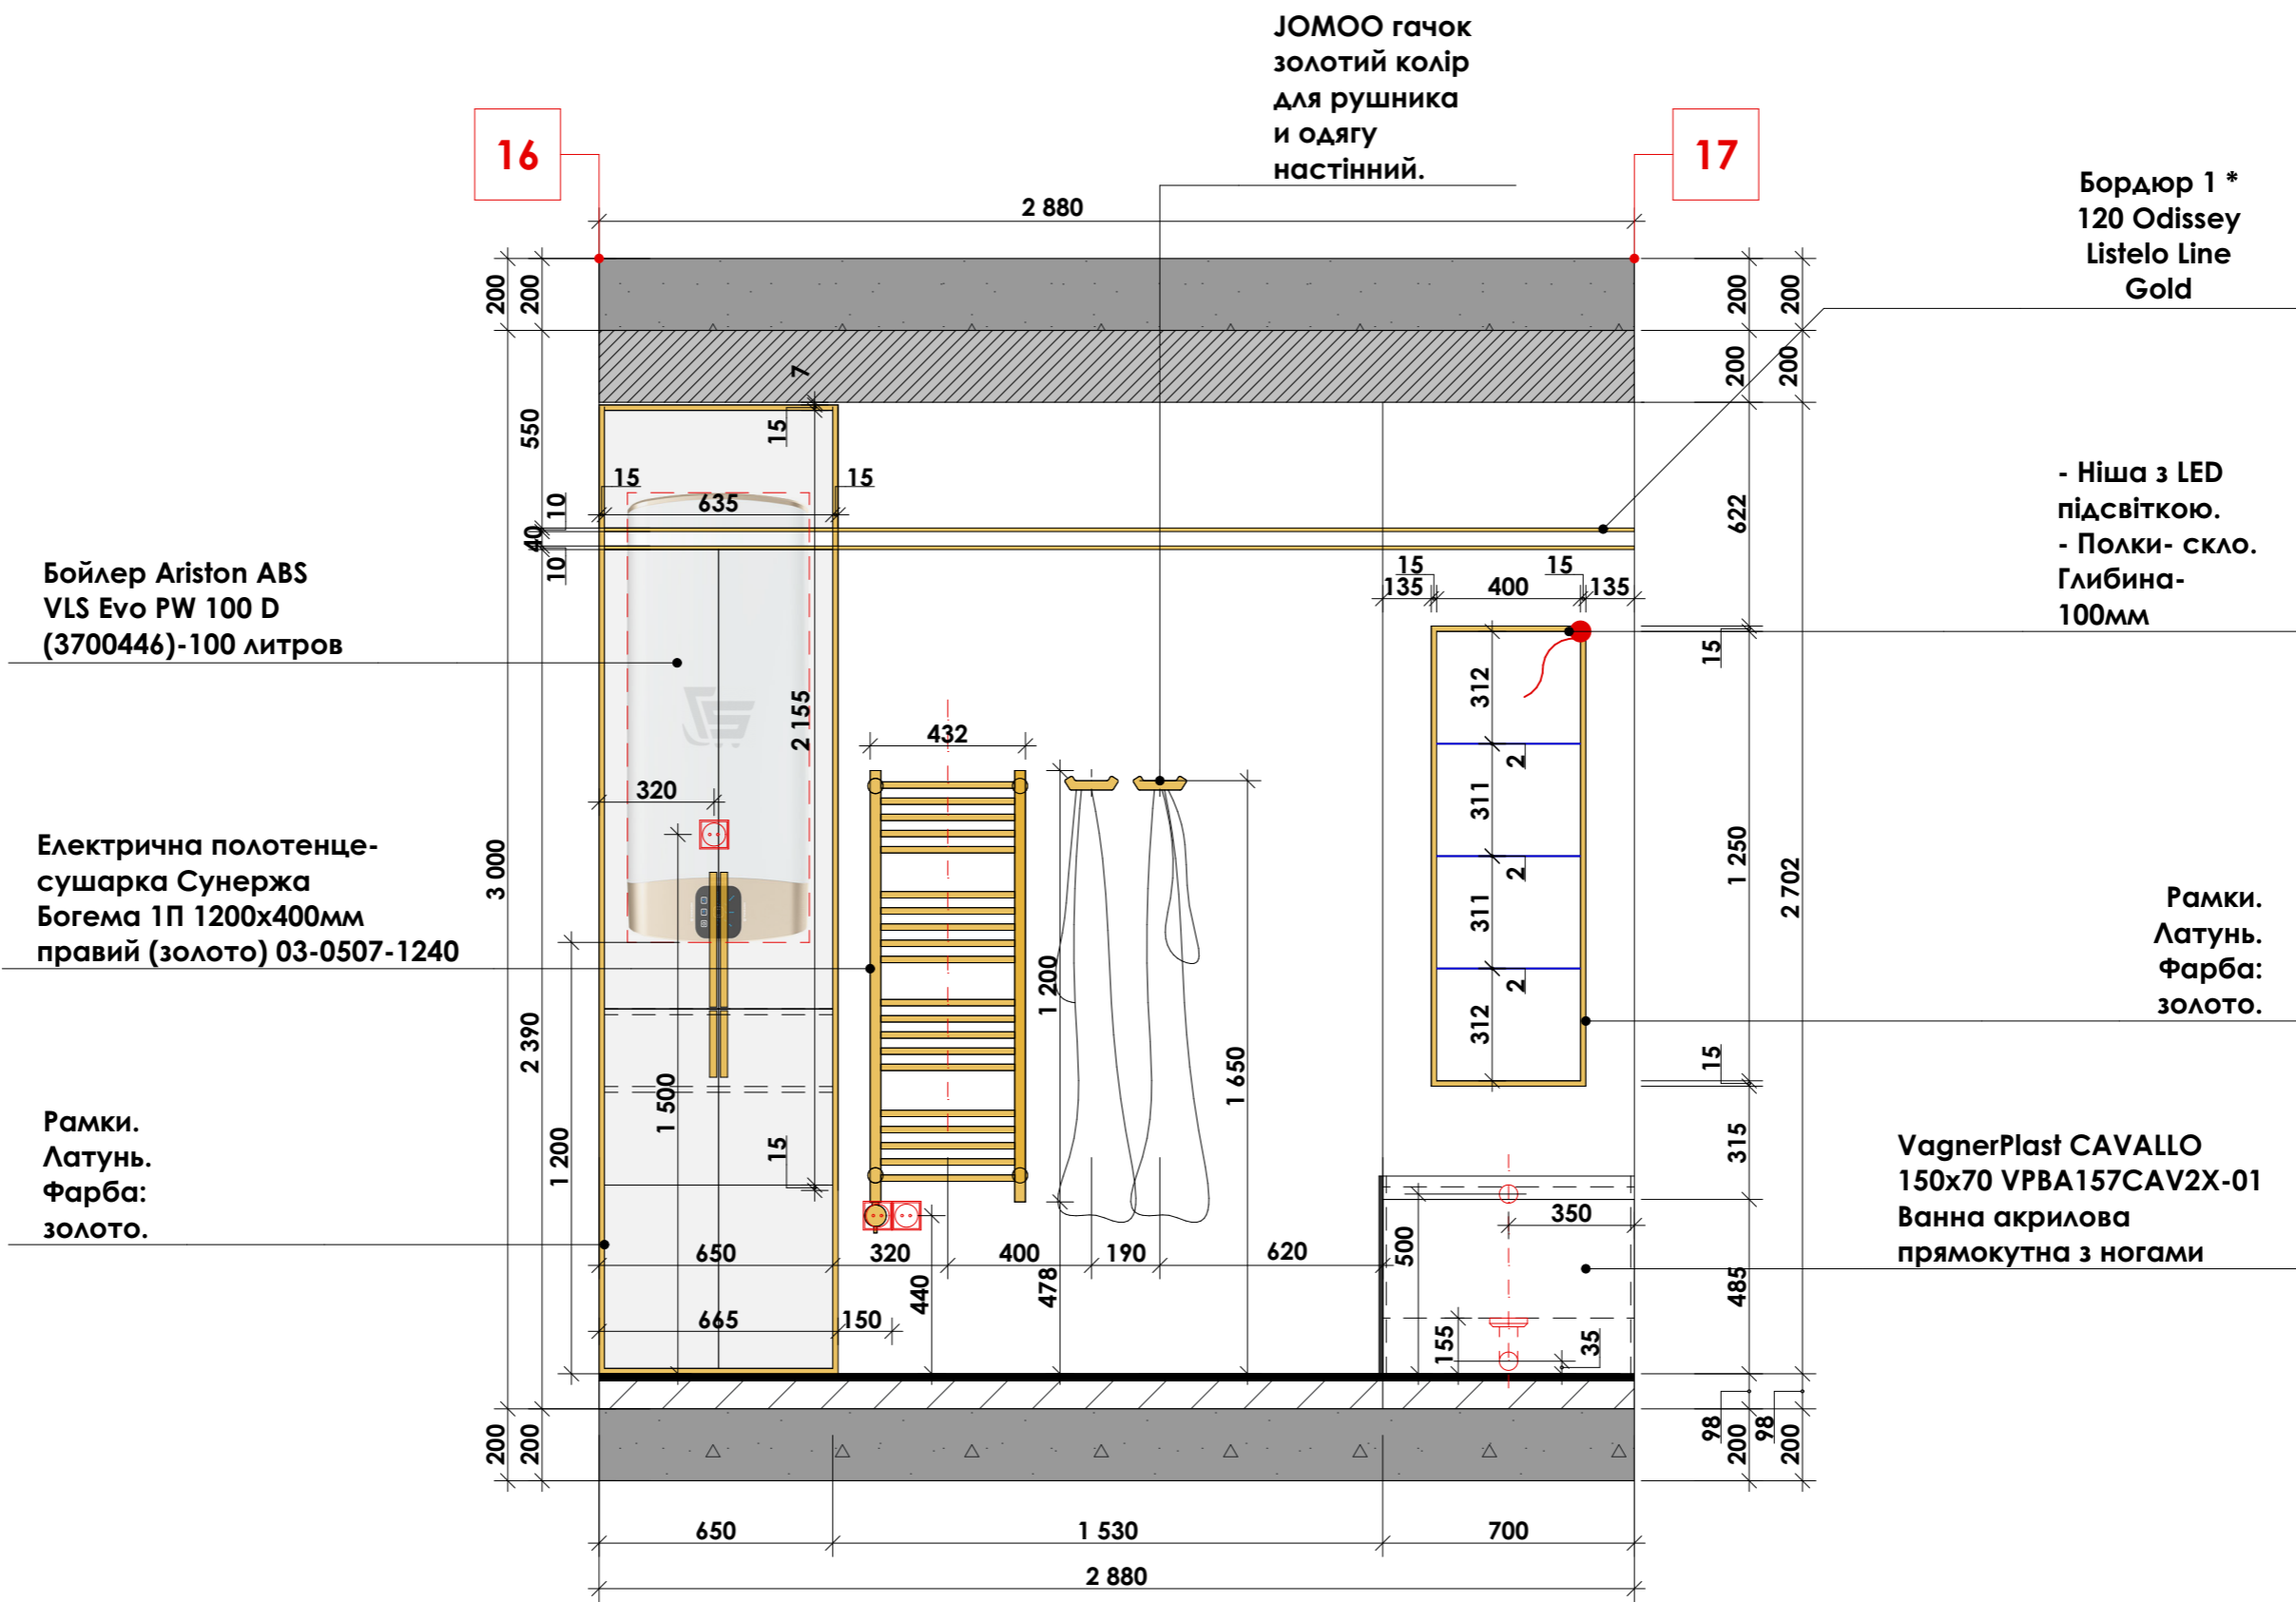 JOMOO гачок
золотий колір
для рушника
и одягу
настінний.
16
17
2 880
Бордюр 1 *
120 Odissey
Listelo Line
Gold
200
200
200
200
200
200
7
550
15
15
635
15
10
40
10
622
- Ніша з LED
підсвіткою.
- Полки- скло.
Глибина-
100мм
15
15
135
400
135
15
Бойлер Ariston ABS
VLS Evo PW 100 D
(3700446)-100 литров
2 155
432
312
2
320
311
2
1 250
2 702
3 000
Електрична полотенце-
сушарка Сунержа
Богема 1П 1200х400мм
правий (золото) 03-0507-1240
311
2
1 200
Рамки.
Латунь.
Фарба:
золото.
312
2 390
1 500
1 650
15
1 200
15
315
Рамки.
Латунь.
Фарба:
золото.
VagnerPlast CAVALLO
150x70 VPBA157CAV2X-01
Ванна акрилова
прямокутна з ногами
350
500
650
320
400
190
620
440
478
485
665
150
155
35
98
98
200
200
200
200
650
1 530
700
2 880